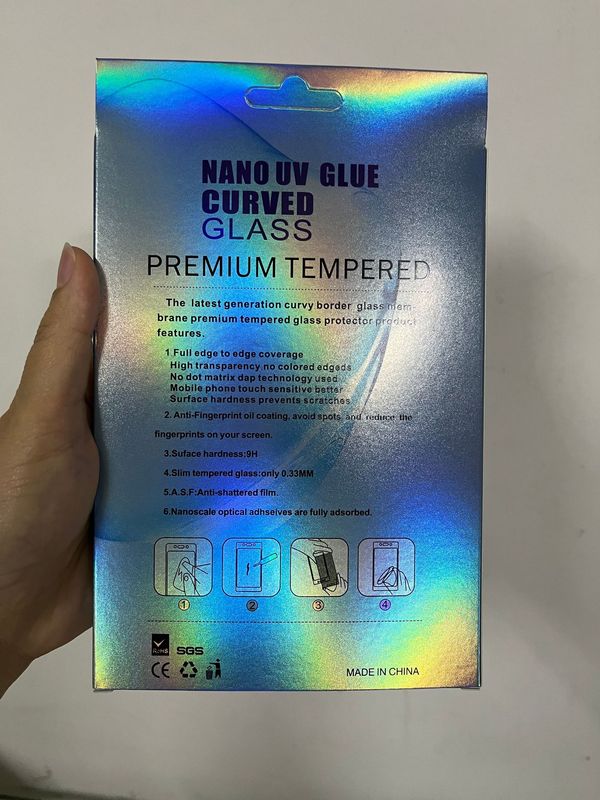 NANO UV GLUE
CURVED
GLASS
PREMIUM TEMPERED
The latest generation curvy border glass mem-
brane premium tempered glass protector product
features.
1.Full edge to edge coverage
High transparency no colored edgeds
No dot matrix dap technology used
Mobile phone touch sensitive better
Surface hardness prevents scratches
2. Anti-Fingerprint oil coating, avoid spots and reduce the
fingerprints on your screen.
3.Suface hardness:9H
4.Slim tempered glass:only 0.33MM
5.A.S.F:Anti-shattered film.
6.Nanoscale optical adhseives are fully adsorbed.
1 2 3 4
RoHS SGS
CE MADE IN CHINA